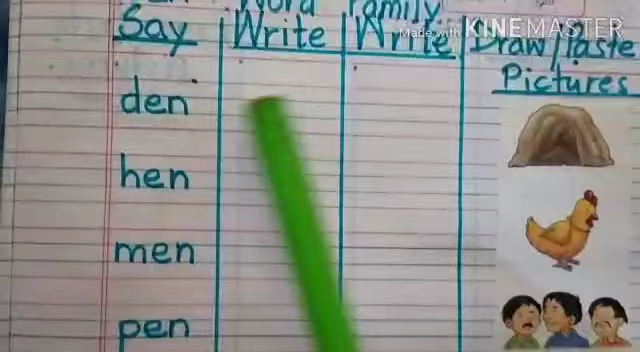 Word Family
Say Write Write Draw/Paste
Pictures
den
hen
men
pen
Made with KINEMASTER